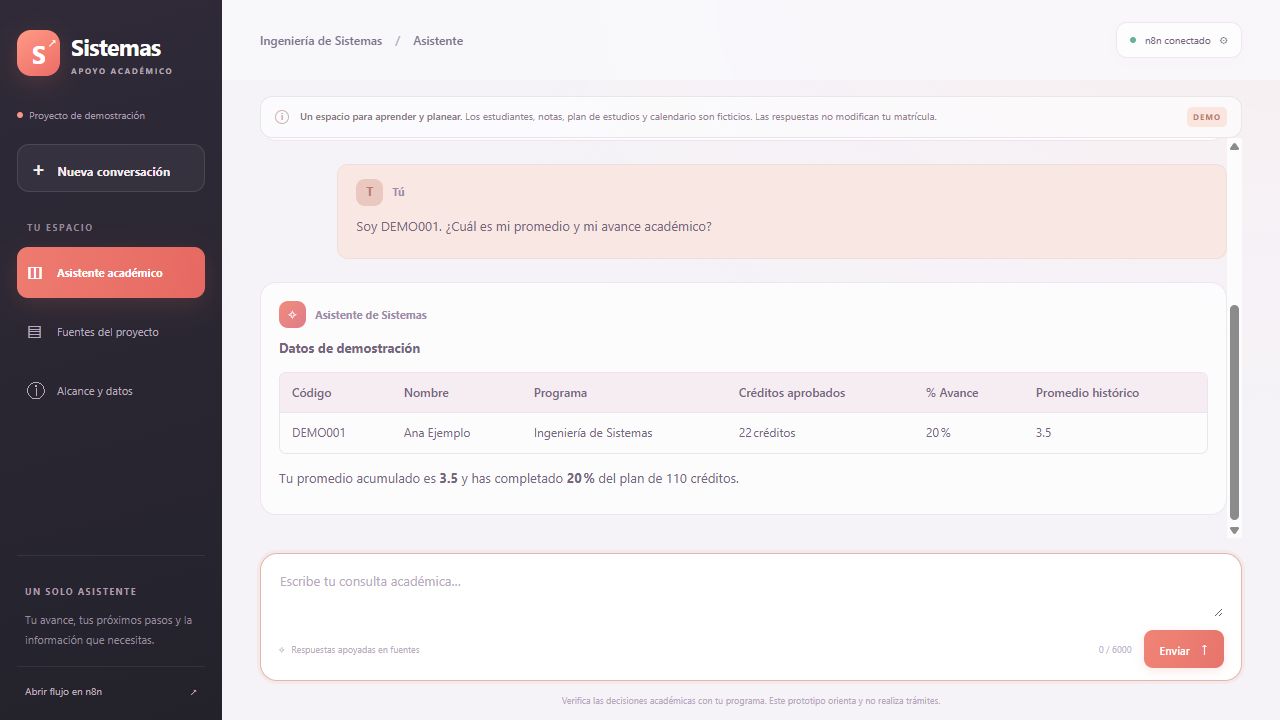 S
Sistemas
APOYO ACADÉMICO
Proyecto de demostración
+ Nueva conversación
TU ESPACIO
Asistente académico
Fuentes del proyecto
Alcance y datos
UN SOLO ASISTENTE
Tu avance, tus próximos pasos y la
información que necesitas.
Abrir flujo en n8n ↗
Ingeniería de Sistemas / Asistente
n8n conectado
Un espacio para aprender y planear. Los estudiantes, notas, plan de estudios y calendario son ficticios. Las respuestas no modifican tu matrícula.
DEMO
T Tú
Soy DEMO001. ¿Cuál es mi promedio y mi avance académico?
Asistente de Sistemas
Datos de demostración
Código Nombre Programa Créditos aprobados % Avance Promedio histórico
DEMO001 Ana Ejemplo Ingeniería de Sistemas 22 créditos 20 % 3.5
Tu promedio acumulado es 3.5 y has completado 20 % del plan de 110 créditos.
Escribe tu consulta académica...
Respuestas apoyadas en fuentes
0 / 6000
Enviar ↑
Verifica las decisiones académicas con tu programa. Este prototipo orienta y no realiza trámites.